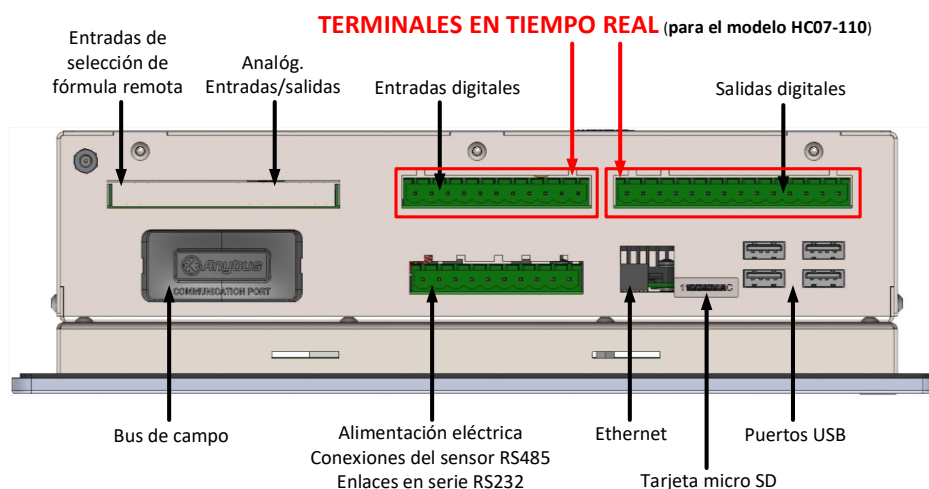 TERMINALES EN TIEMPO REAL (para el modelo HC07-110)
Entradas de
selección de
fórmula remota
Analóg.
Entradas/salidas
Entradas digitales
Salidas digitales
Anybus
COMMUNICATION PORT
Bus de campo
Alimentación eléctrica
Conexiones del sensor RS485
Enlaces en serie RS232
Ethernet
Tarjeta micro SD
Puertos USB